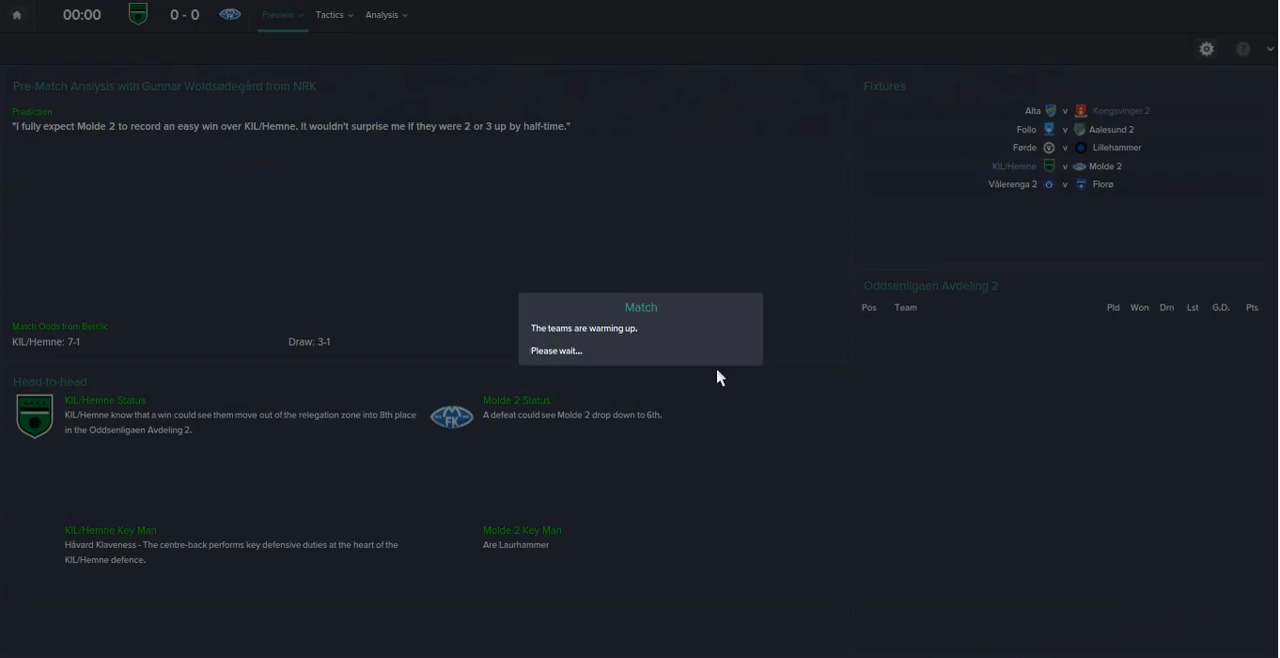 00:00 0 - 0 Preview Tactics Analysis
Pre-Match Analysis with Gunnar Woldsødegård from NRK
Prediction
"I fully expect Molde 2 to record an easy win over KIL/Hemne. It wouldn't surprise me if they were 2 or 3 up by half-time."
Match Odds from Betclic
KIL/Hemne: 7-1 Draw: 3-1
Match
The teams are warming up.
Please wait...
Head-to-head
KIL/Hemne Status
KIL/Hemne know that a win could see them move out of the relegation zone into 8th place
in the Oddsenligaen Avdeling 2.
Molde 2 Status
A defeat could see Molde 2 drop down to 6th.
KIL/Hemne Key Man
Håvard Klaveness - The centre-back performs key defensive duties at the heart of the
KIL/Hemne defence.
Molde 2 Key Man
Are Laurhammer
Fixtures
Alta v Kongsvinger 2
Follo v Aalesund 2
Førde v Lillehammer
KIL/Hemne v Molde 2
Vålerenga 2 v Florø
Oddsenligaen Avdeling 2
Pos Team Pld Won Drn Lst G.D. Pts